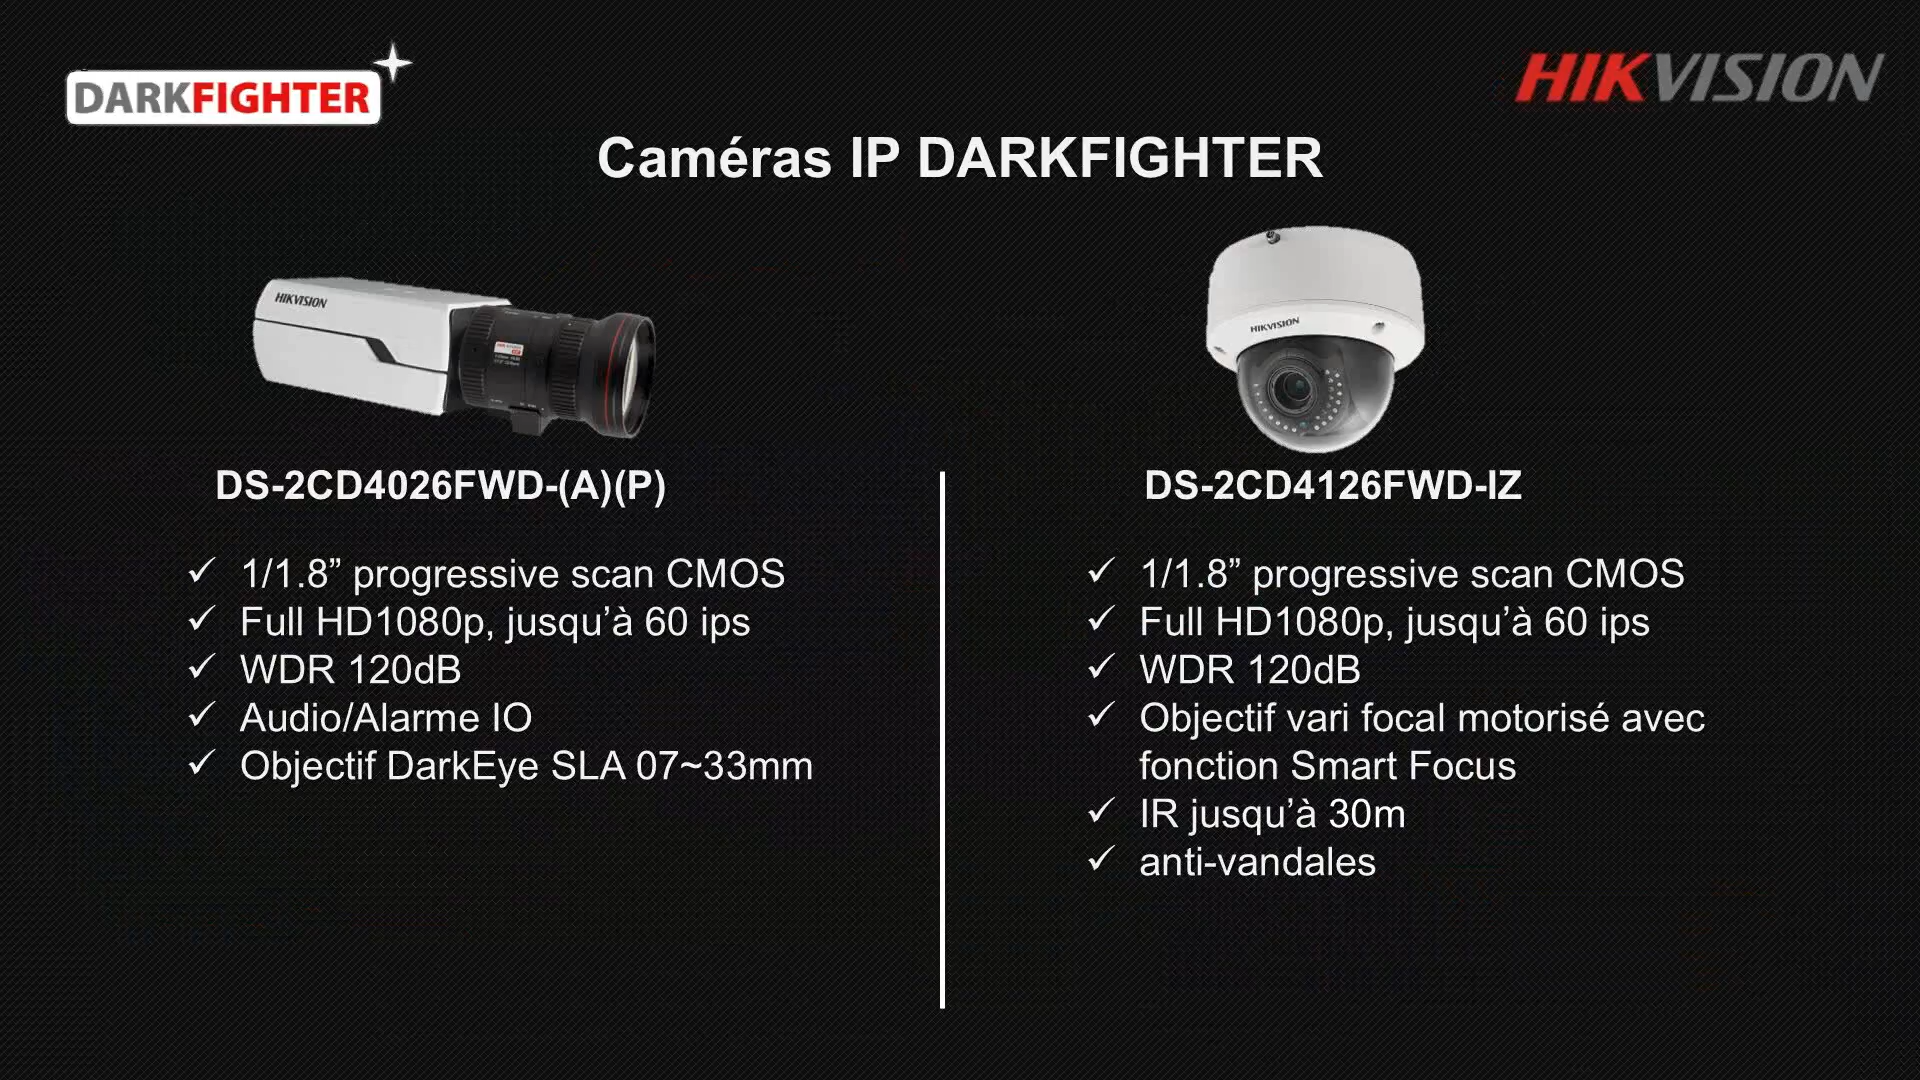 DARKFIGHTER
HIKVISION
Caméras IP DARKFIGHTER
HIKVISION
HIKVISION
DS-2CD4026FWD-(A)(P)
✓ 1/1.8” progressive scan CMOS
✓ Full HD1080p, jusqu’à 60 ips
✓ WDR 120dB
✓ Audio/Alarme IO
✓ Objectif DarkEye SLA 07~33mm
DS-2CD4126FWD-IZ
✓ 1/1.8” progressive scan CMOS
✓ Full HD1080p, jusqu’à 60 ips
✓ WDR 120dB
✓ Objectif vari focal motorisé avec
fonction Smart Focus
✓ IR jusqu’à 30m
✓ anti-vandales